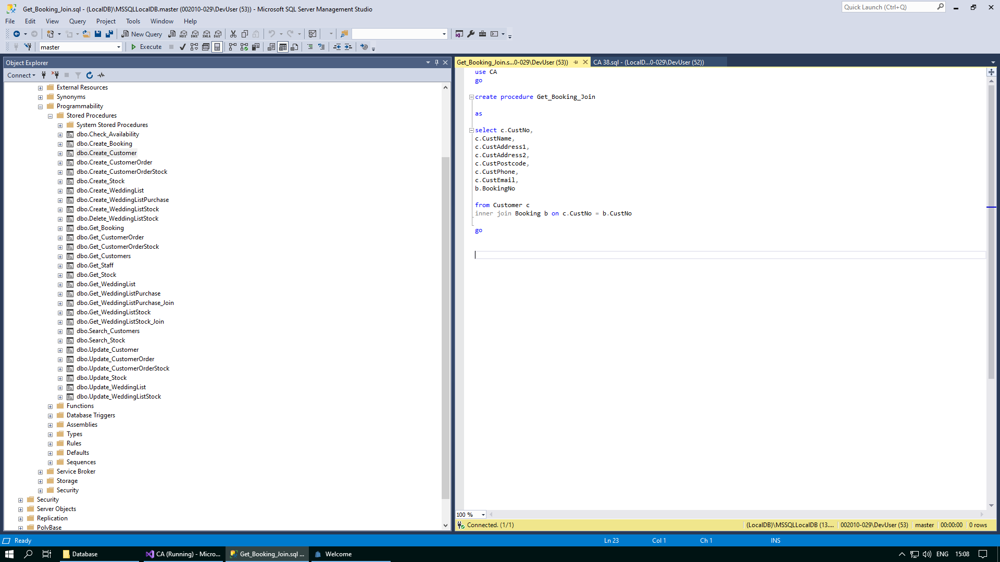 Get_Booking_Join.sql - (LocalDB)\MSSQLLocalDB.master (002010-029\DevUser (53)) - Microsoft SQL Server Management Studio
Quick Launch (Ctrl+Q)
File Edit View Query Project Tools Window Help
New Query
MDX DMX XMLA DAX
master
Execute
Object Explorer
Connect
External Resources
Synonyms
Programmability
Stored Procedures
System Stored Procedures
dbo.Check_Availability
dbo.Create_Booking
dbo.Create_Customer
dbo.Create_CustomerOrder
dbo.Create_CustomerOrderStock
dbo.Create_Stock
dbo.Create_WeddingList
dbo.Create_WeddingListPurchase
dbo.Create_WeddingListStock
dbo.Delete_WeddingListStock
dbo.Get_Booking
dbo.Get_CustomerOrder
dbo.Get_CustomerOrderStock
dbo.Get_Customers
dbo.Get_Staff
dbo.Get_Stock
dbo.Get_WeddingList
dbo.Get_WeddingListPurchase
dbo.Get_WeddingListPurchase_Join
dbo.Get_WeddingListStock
dbo.Get_WeddingListStock_Join
dbo.Search_Customers
dbo.Search_Stock
dbo.Update_Customer
dbo.Update_CustomerOrder
dbo.Update_CustomerOrderStock
dbo.Update_Stock
dbo.Update_WeddingList
dbo.Update_WeddingListStock
Functions
Database Triggers
Assemblies
Types
Rules
Defaults
Sequences
Service Broker
Storage
Security
Security
Server Objects
Replication
PolyBase
Get_Booking_Join.s...0-029\DevUser (53)) CA 38.sql - (LocalD...0-029\DevUser (52))
use CA
go
create procedure Get_Booking_Join
as
select c.CustNo,
c.CustName,
c.CustAddress1,
c.CustAddress2,
c.CustPostcode,
c.CustPhone,
c.CustEmail,
b.BookingNo
from Customer c
inner join Booking b on c.CustNo = b.CustNo
go
100 %
Connected. (1/1) (LocalDB)\MSSQLLocalDB (13.... 002010-029\DevUser (53) master 00:00:00 0 rows
Ready Ln 23 Col 1 Ch 1 INS
Database CA (Running) - Micro... Get_Booking_Join.sql ... Welcome ENG 15:08